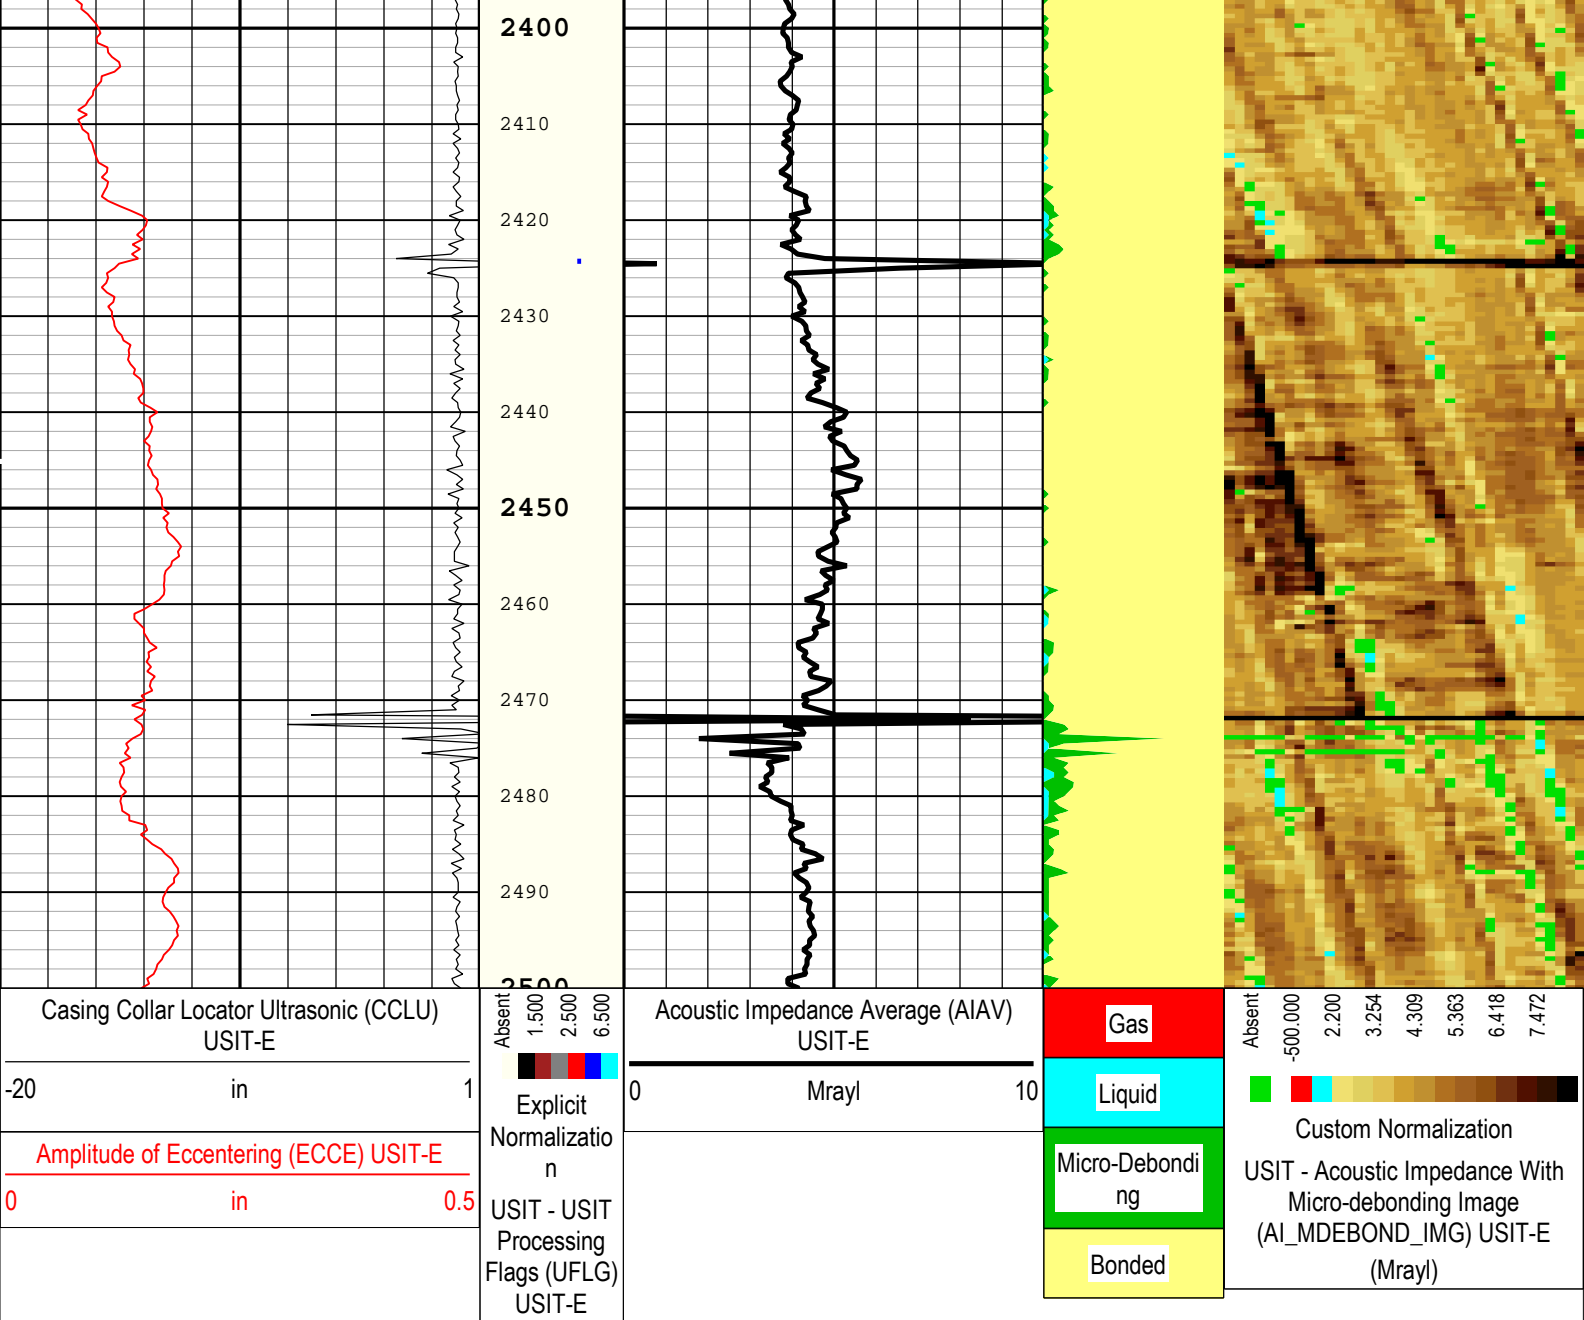 2400
2410
2420
2430
2440
2450
2460
2470
2480
2490
2500
Casing Collar Locator Ultrasonic (CCLU)
USIT-E
-20 in 1
Amplitude of Eccentering (ECCE) USIT-E
0 in 0.5
Absent
1.500
2.500
6.500
Explicit
Normalizatio
n
USIT - USIT
Processing
Flags (UFLG)
USIT-E
Acoustic Impedance Average (AIAV)
USIT-E
0 Mrayl 10
Gas
Liquid
Micro-Debondi
ng
Bonded
Absent
-500.000
2.200
3.254
4.309
5.363
6.418
7.472
Custom Normalization
USIT - Acoustic Impedance With
Micro-debonding Image
(AI_MDEBOND_IMG) USIT-E
(Mrayl)